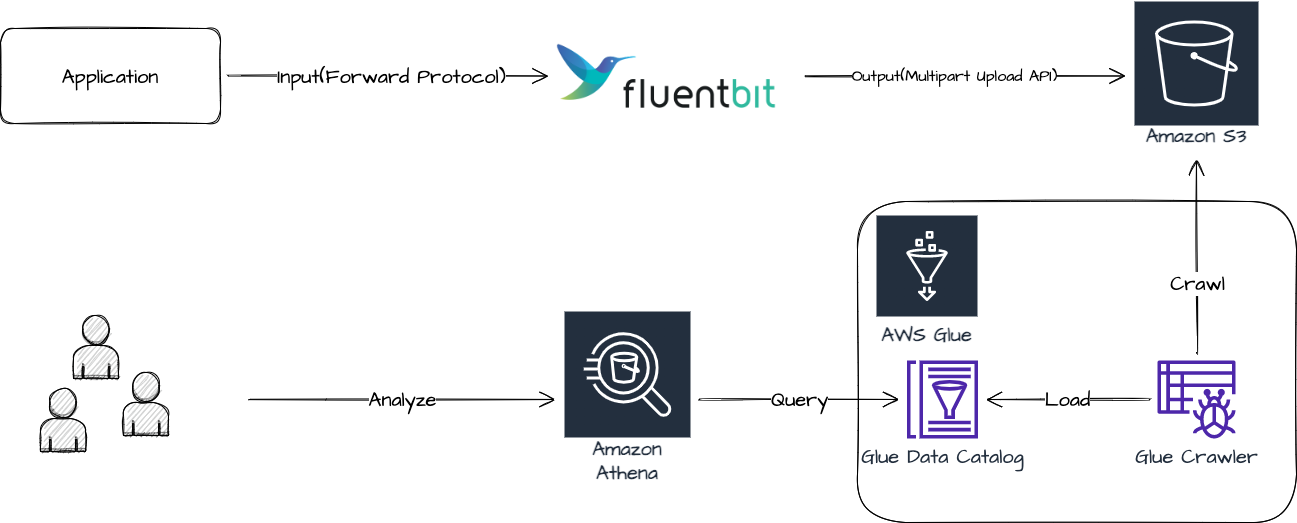 Application
Input(Forward Protocol)
fluentbit
Output(Multipart Upload API)
Amazon S3
Crawl
AWS Glue
Analyze
Amazon
Athena
Query
Glue Data Catalog
Load
Glue Crawler